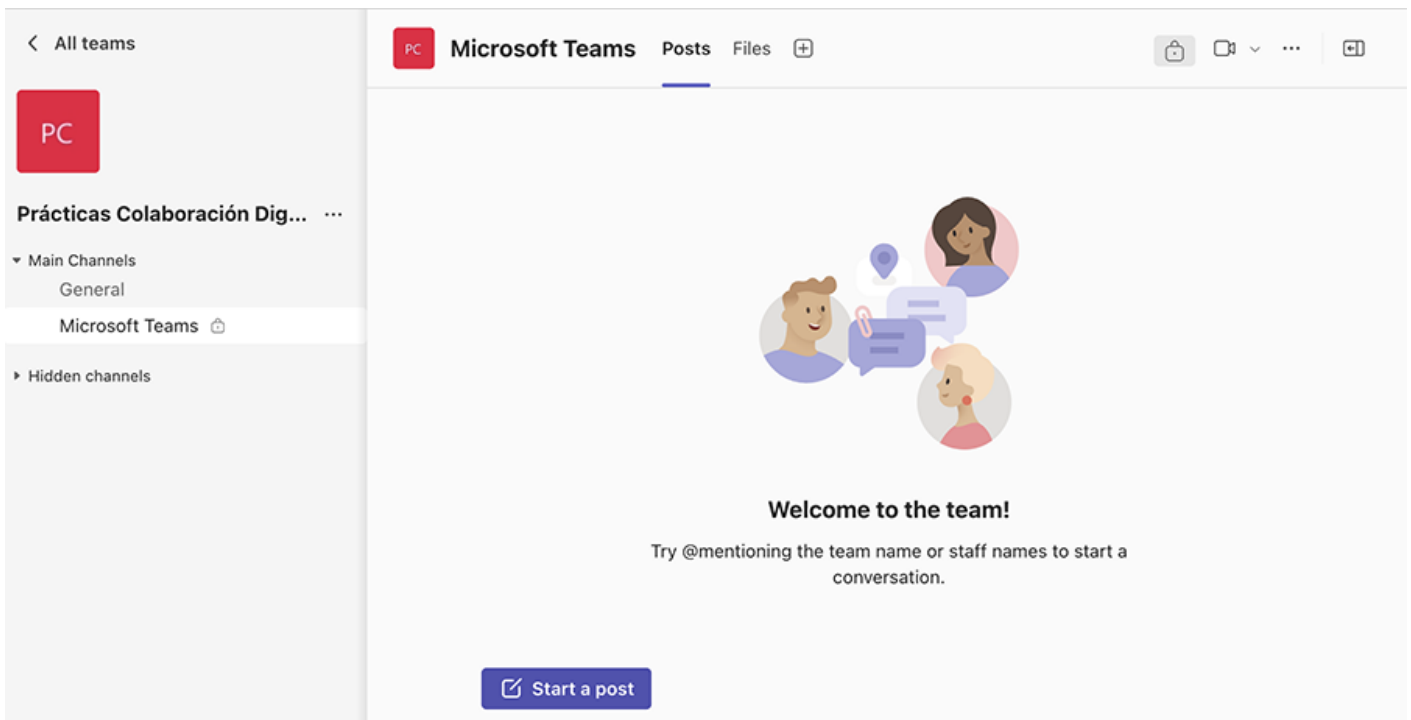 All teams
PC
Prácticas Colaboración Dig...
Main Channels
General
Microsoft Teams
Hidden channels
PC Microsoft Teams Posts Files
Welcome to the team!
Try @mentioning the team name or staff names to start a
conversation.
Start a post